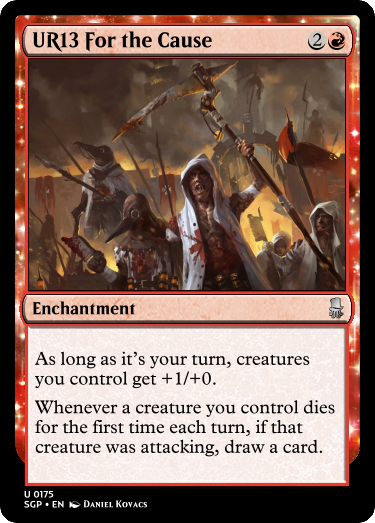 UR13 For the Cause 2
Enchantment
As long as it's your turn, creatures
you control get +1/+0.
Whenever a creature you control dies
for the first time each turn, if that
creature was attacking, draw a card.
U 0175
SGP • EN Daniel Kovacs